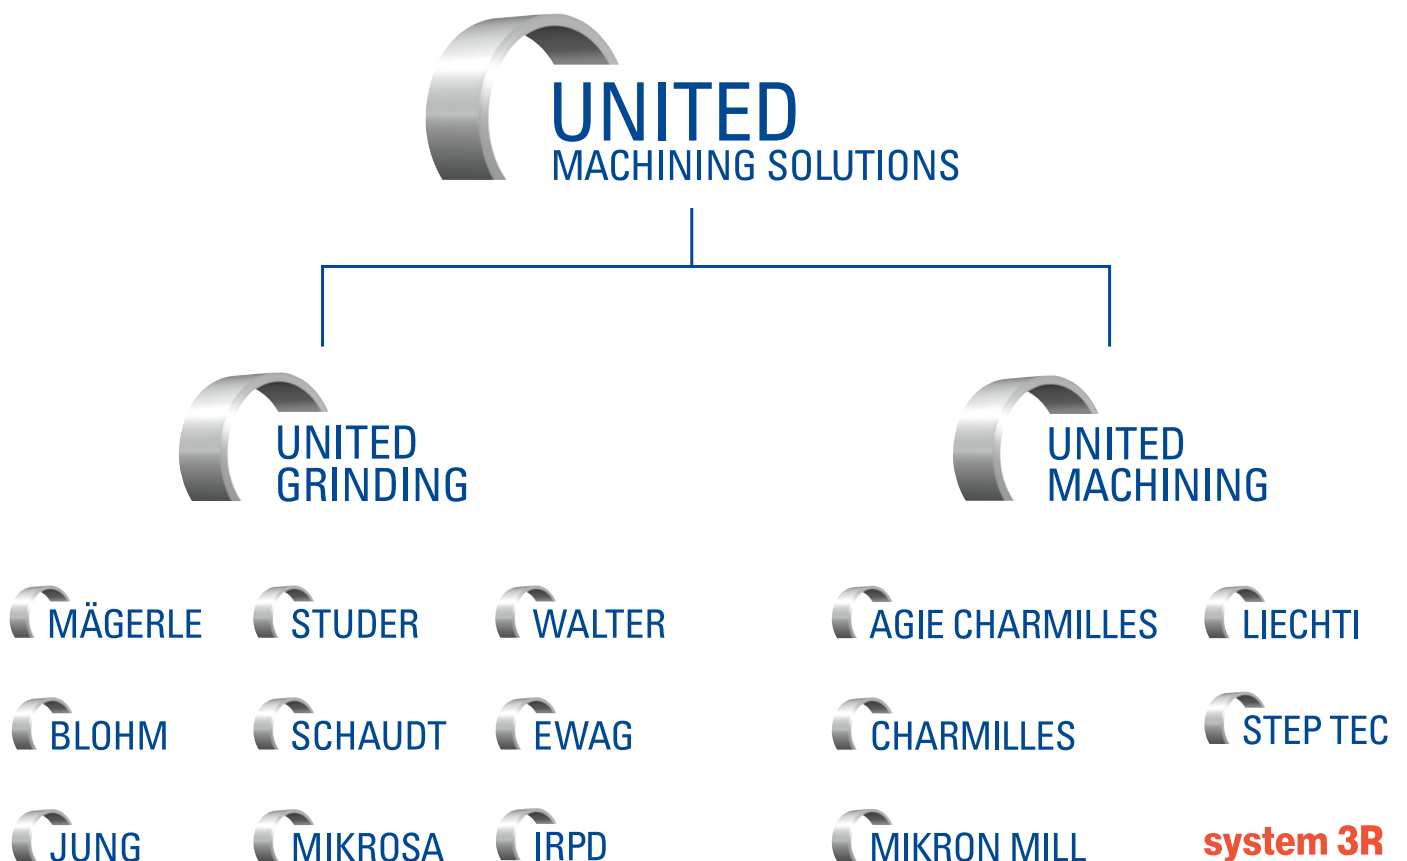 UNITED
MACHINING SOLUTIONS
UNITED
GRINDING
UNITED
MACHINING
MÄGERLE
STUDER
WALTER
AGIE CHARMILLES
LIECHTI
BLOHM
SCHAUDT
EWAG
CHARMILLES
STEP TEC
JUNG
MIKROSA
IRPD
MIKRON MILL
system 3R